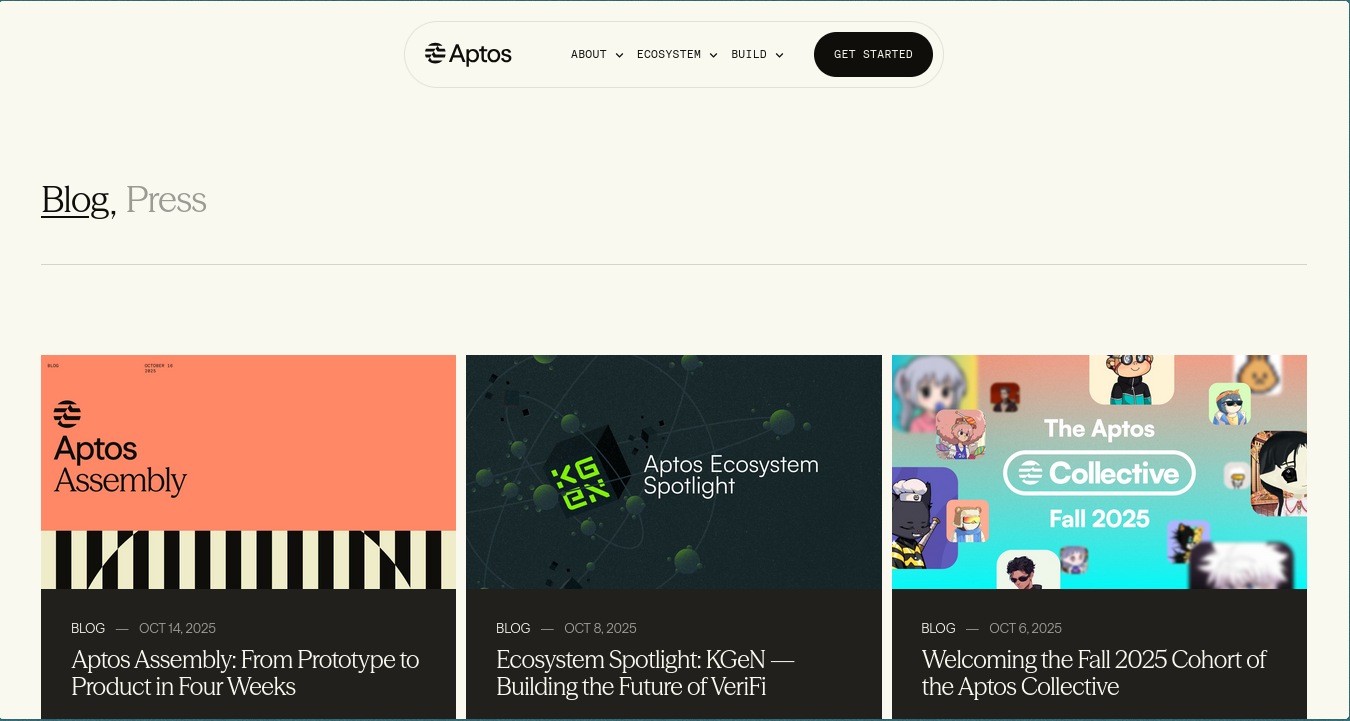 Aptos
ABOUT ECOSYSTEM BUILD GET STARTED
Blog, Press
BLOG OCTOBER 16
2025
Aptos
Assembly
KGeN
Aptos Ecosystem
Spotlight
The Aptos
Collective
Fall 2025
BLOG — OCT 14, 2025
Aptos Assembly: From Prototype to
Product in Four Weeks
BLOG — OCT 8, 2025
Ecosystem Spotlight: KGeN —
Building the Future of VeriFi
BLOG — OCT 6, 2025
Welcoming the Fall 2025 Cohort of
the Aptos Collective